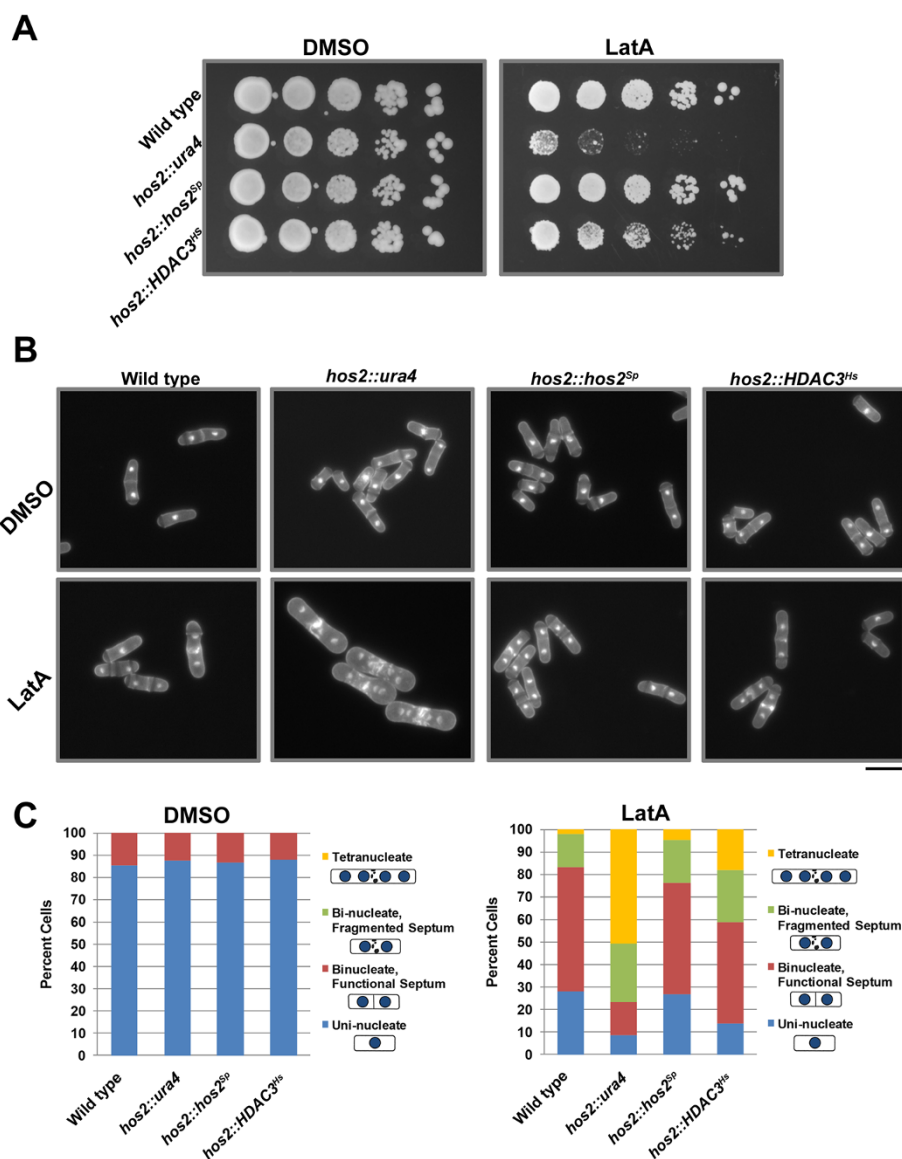 A
DMSO
LatA
Wild type
hos2::ura4
hos2::hos2Sp
hos2::HDAC3Hs
B
Wild type
hos2::ura4
hos2::hos2Sp
hos2::HDAC3Hs
DMSO
LatA
C
DMSO
Percent Cells
100
90
80
70
60
50
40
30
20
10
0
Wild type
hos2::ura4
hos2::hos2Sp
hos2::HDAC3Hs
Tetranucleate
Bi-nucleate,
Fragmented Septum
Binucleate,
Functional Septum
Uni-nucleate
LatA
Percent Cells
100
90
80
70
60
50
40
30
20
10
0
Wild type
hos2::ura4
hos2::hos2Sp
hos2::HDAC3Hs
Tetranucleate
Bi-nucleate,
Fragmented Septum
Binucleate,
Functional Septum
Uni-nucleate